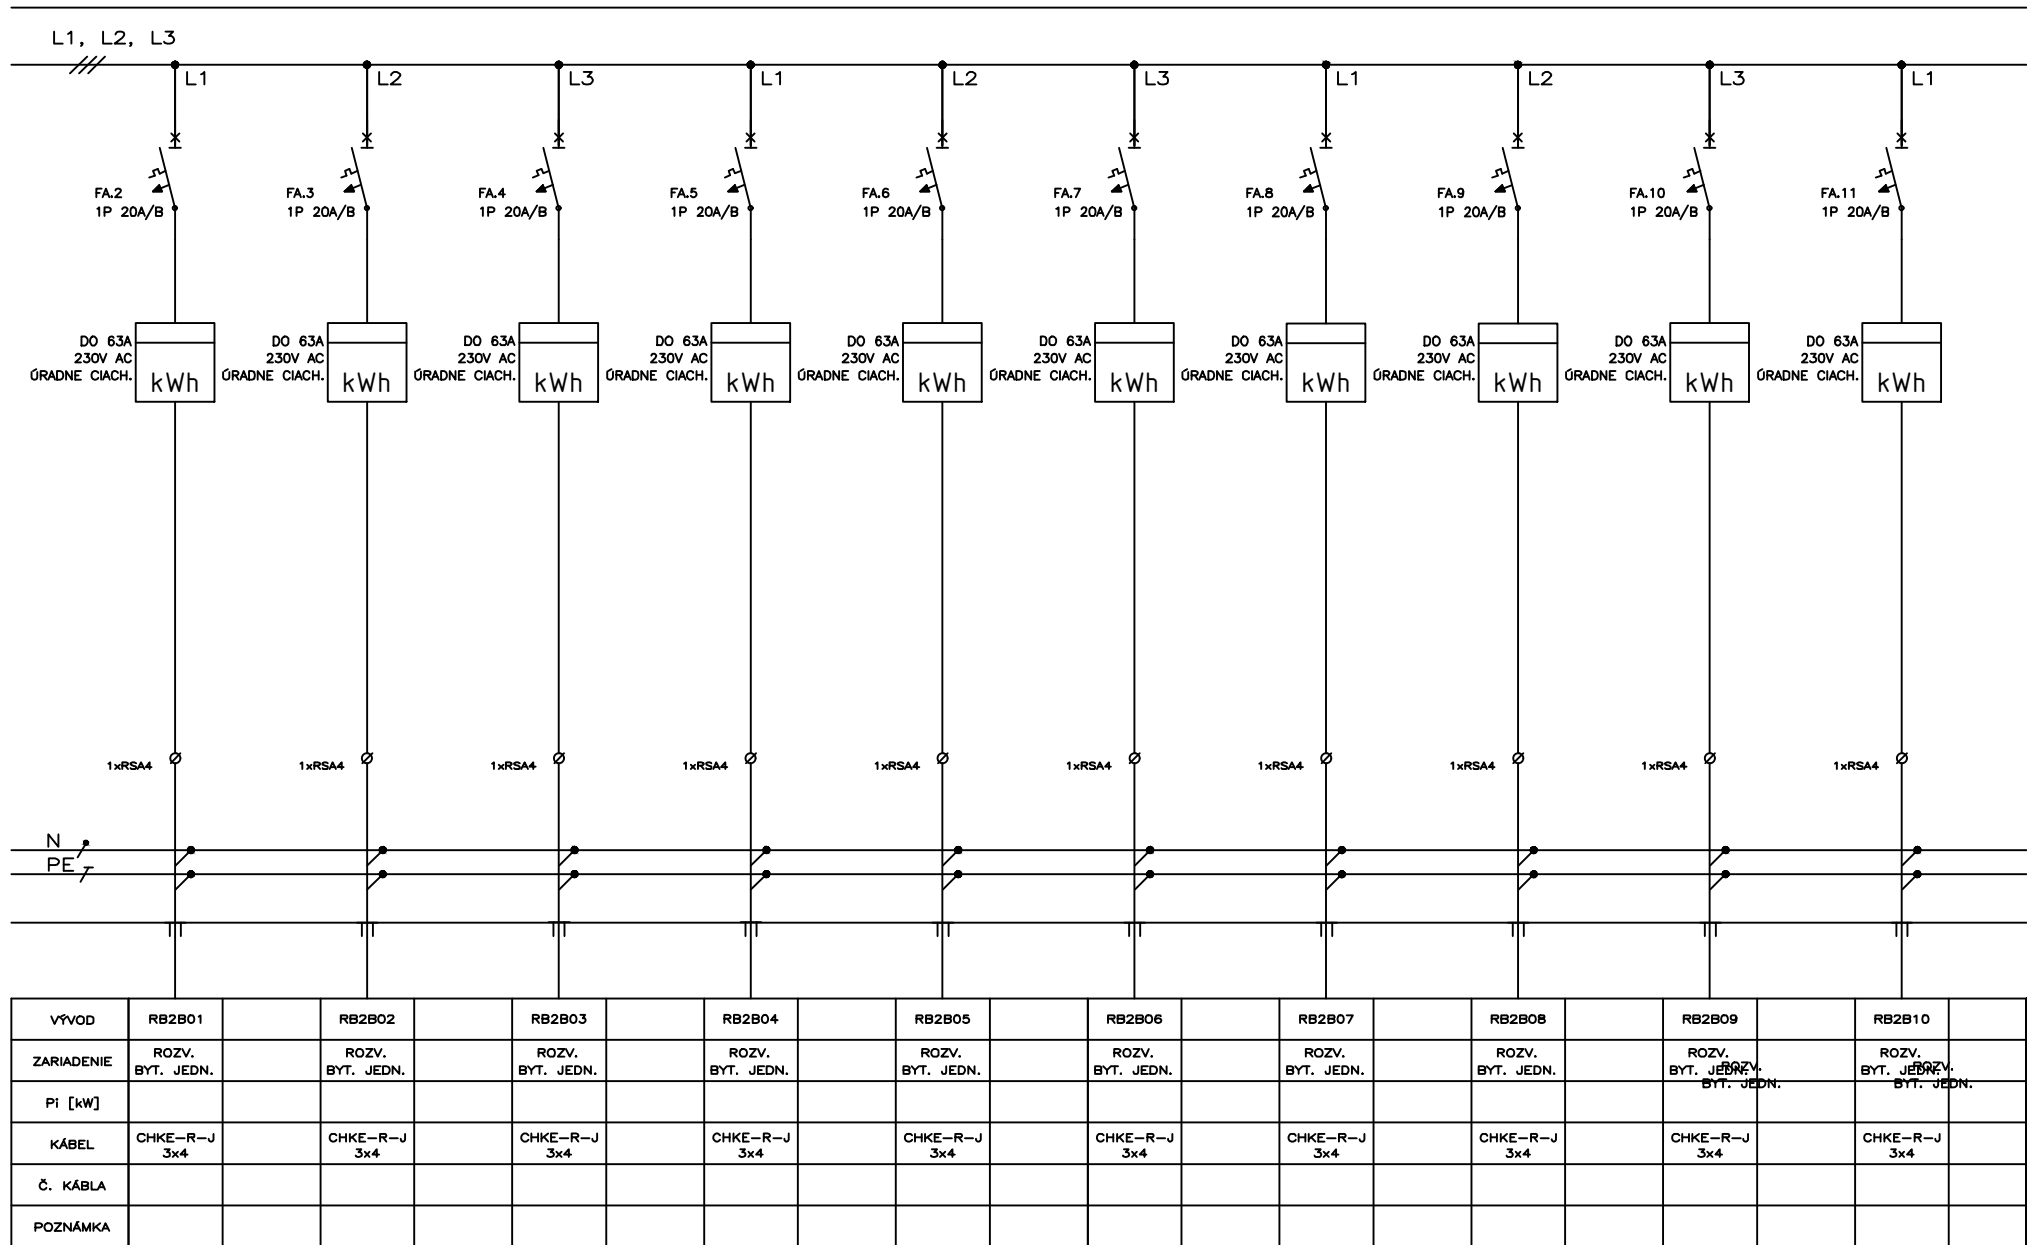 L1, L2, L3
L1 L2 L3 L1 L2 L3 L1 L2 L3 L1
FA.2 FA.3 FA.4 FA.5 FA.6 FA.7 FA.8 FA.9 FA.10 FA.11
1P 20A/B 1P 20A/B 1P 20A/B 1P 20A/B 1P 20A/B 1P 20A/B 1P 20A/B 1P 20A/B 1P 20A/B 1P 20A/B
DO 63A DO 63A DO 63A DO 63A DO 63A DO 63A DO 63A DO 63A DO 63A DO 63A
230V AC 230V AC 230V AC 230V AC 230V AC 230V AC 230V AC 230V AC 230V AC 230V AC
ÚRADNE CIACH. ÚRADNE CIACH. ÚRADNE CIACH. ÚRADNE CIACH. ÚRADNE CIACH. ÚRADNE CIACH. ÚRADNE CIACH. ÚRADNE CIACH. ÚRADNE CIACH. ÚRADNE CIACH.
kWh kWh kWh kWh kWh kWh kWh kWh kWh kWh
1xRSA4 1xRSA4 1xRSA4 1xRSA4 1xRSA4 1xRSA4 1xRSA4 1xRSA4 1xRSA4 1xRSA4
N
PE
VÝVOD RB2B01 RB2B02 RB2B03 RB2B04 RB2B05 RB2B06 RB2B07 RB2B08 RB2B09 RB2B10
ZARIADENIE ROZV. ROZV. ROZV. ROZV. ROZV. ROZV. ROZV. ROZV. ROZV. ROZV.
BYT. JEDN. BYT. JEDN. BYT. JEDN. BYT. JEDN. BYT. JEDN. BYT. JEDN. BYT. JEDN. BYT. JEDN. BYT. JEDN. BYT. JEDN.
ROZV. ROZV.
BYT. JEDN. BYT. JEDN.
Pi [kW]
KÁBEL CHKE-R-J CHKE-R-J CHKE-R-J CHKE-R-J CHKE-R-J CHKE-R-J CHKE-R-J CHKE-R-J CHKE-R-J CHKE-R-J
3x4 3x4 3x4 3x4 3x4 3x4 3x4 3x4 3x4 3x4
Č. KÁBLA
POZNÁMKA